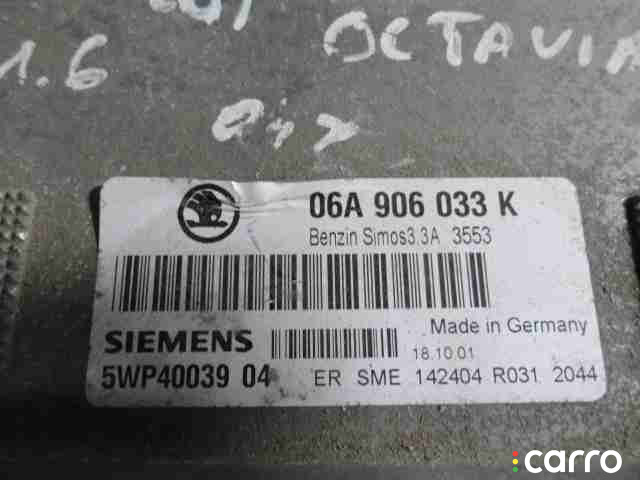 1.6 OCTAVIA
06A 906 033 K
Benzin Simos3.3A 3553
SIEMENS
Made in Germany
18.10.01
5WP40039 04 ER SME 142404 R031 2044
carro